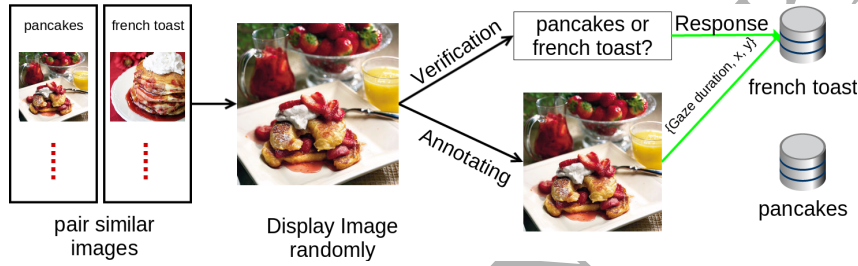 pancakes
french toast
pair similar
images
Display Image
randomly
Verification
Annotating
pancakes or
french toast?
Response
{Gaze duration, x, y}
french toast
pancakes